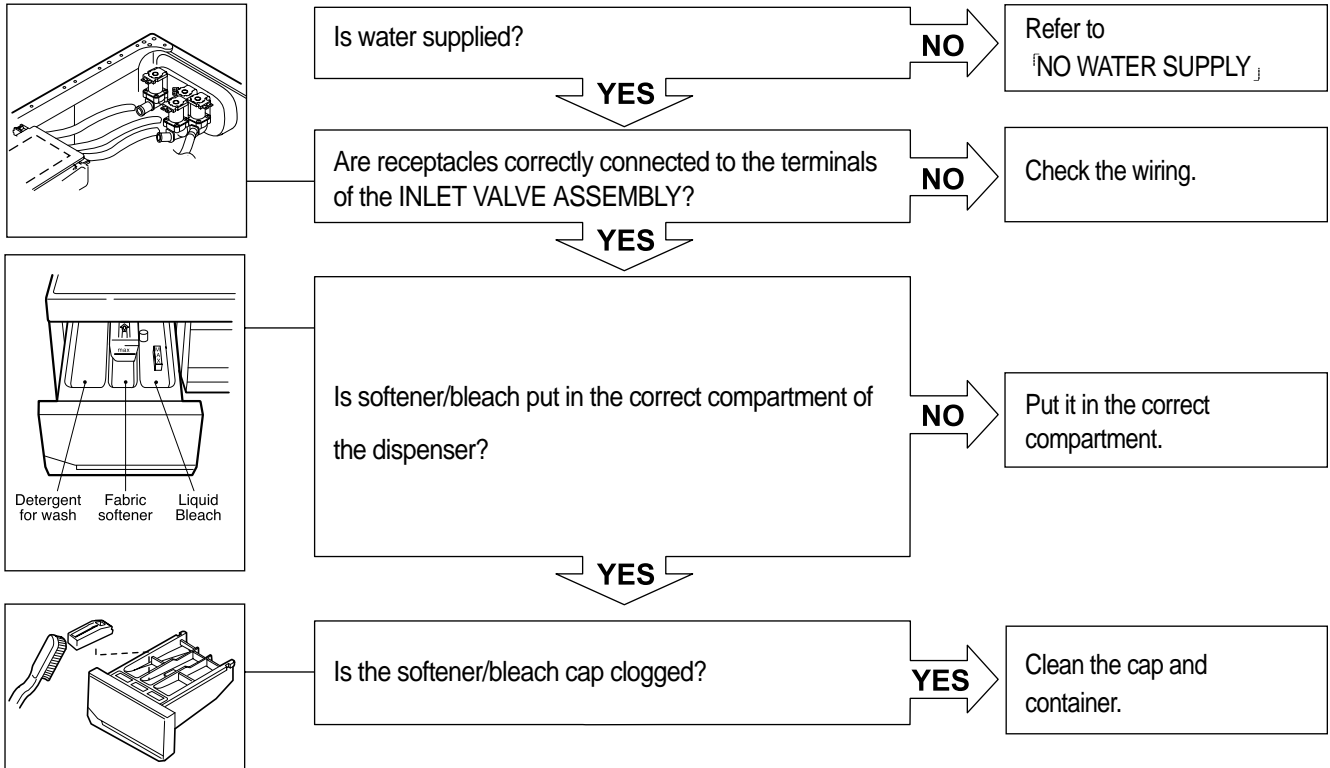 Is water supplied?
NO
Refer to
「NO WATER SUPPLY」
YES
Are receptacles correctly connected to the terminals
of the INLET VALVE ASSEMBLY?
NO
Check the wiring.
YES
max
MAX
Detergent
for wash
Fabric
softener
Liquid
Bleach
Is softener/bleach put in the correct compartment of
the dispenser?
NO
Put it in the correct
compartment.
YES
Is the softener/bleach cap clogged?
YES
Clean the cap and
container.